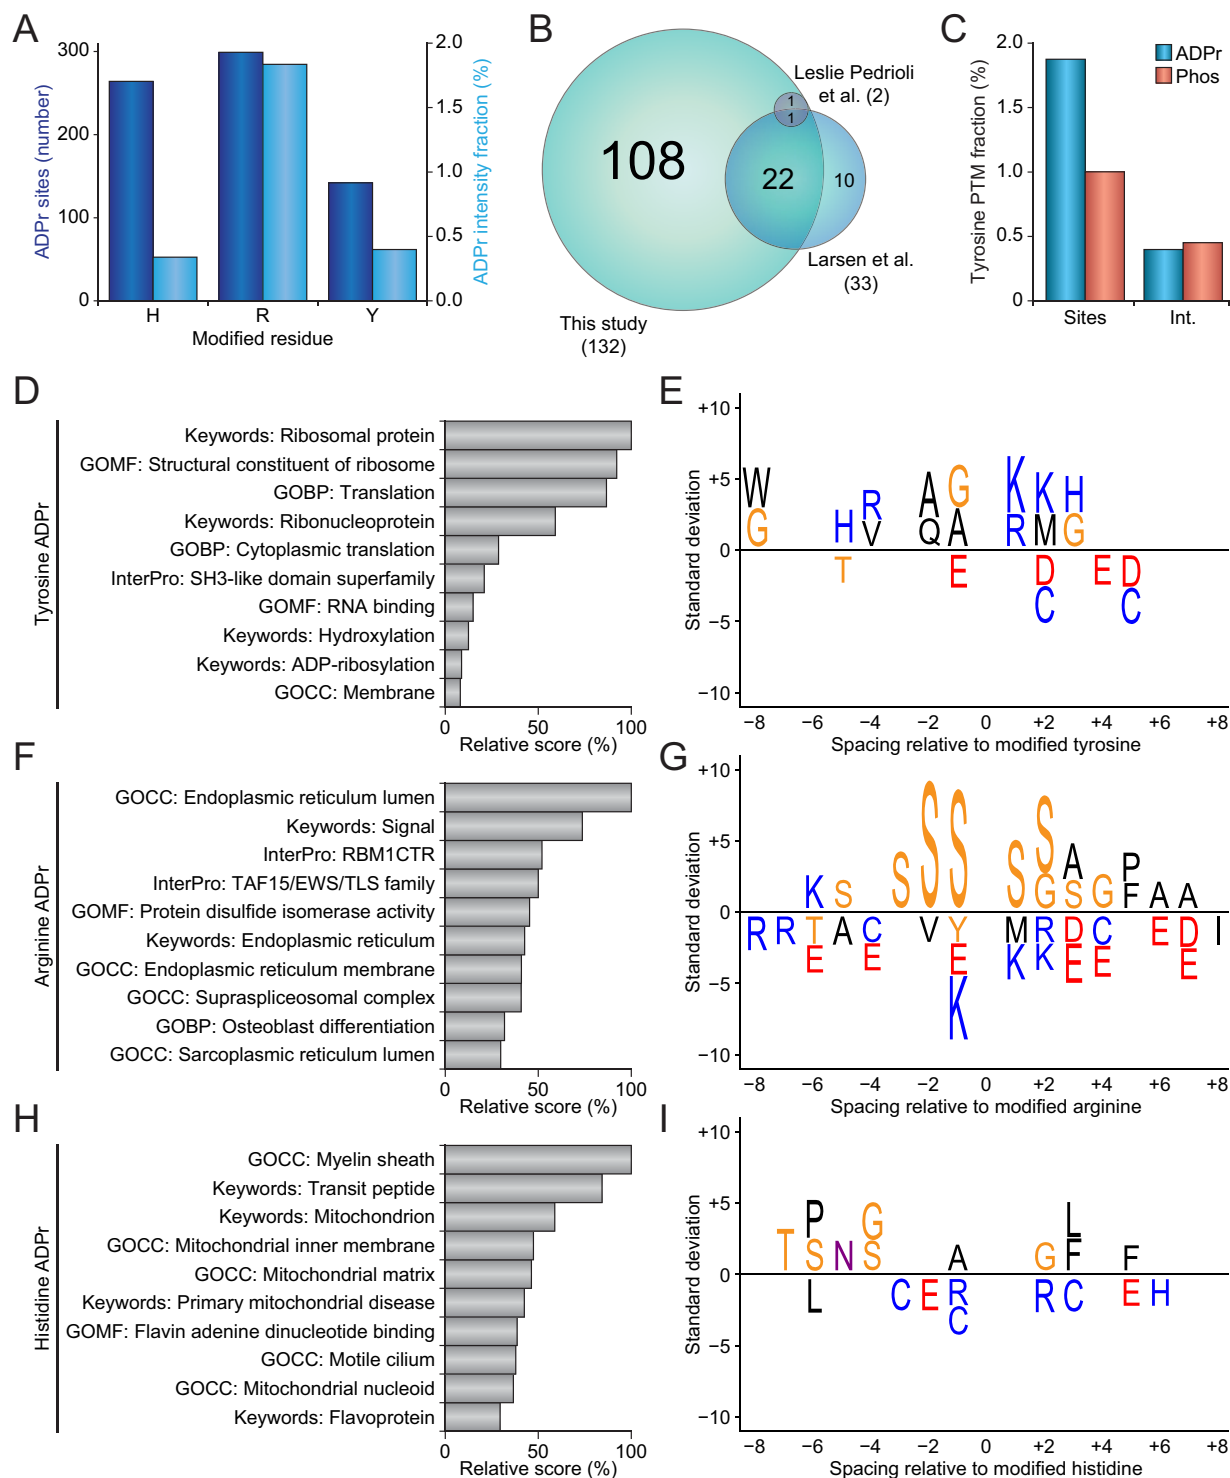 A
ADPr sites (number)
300
200
100
0
2.0
1.5
1.0
0.5
0.0
ADPr intensity fraction (%)
H R Y
Modified residue
B
108
22
10
1
1
Leslie Pedrioli
et al. (2)
Larsen et al.
(33)
This study
(132)
C
Tyrosine PTM fraction (%)
2.0
1.5
1.0
0.5
0
ADPr
Phos
Sites Int.
D
Tyrosine ADPr
Keywords: Ribosomal protein
GOMF: Structural constituent of ribosome
GOBP: Translation
Keywords: Ribonucleoprotein
GOBP: Cytoplasmic translation
InterPro: SH3-like domain superfamily
GOMF: RNA binding
Keywords: Hydroxylation
Keywords: ADP-ribosylation
GOCC: Membrane
0 50 100
Relative score (%)
E
Standard deviation
+10
+5
0
−5
−10
W R A G K K H
G H V Q A R M G
T E D E D
C C
−8 −6 −4 −2 0 +2 +4 +6 +8
Spacing relative to modified tyrosine
F
Arginine ADPr
GOCC: Endoplasmic reticulum lumen
Keywords: Signal
InterPro: RBM1CTR
InterPro: TAF15/EWS/TLS family
GOMF: Protein disulfide isomerase activity
Keywords: Endoplasmic reticulum
GOCC: Endoplasmic reticulum membrane
GOCC: Supraspliceosomal complex
GOBP: Osteoblast differentiation
GOCC: Sarcoplasmic reticulum lumen
0 50 100
Relative score (%)
G
Standard deviation
+10
+5
0
−5
−10
S A P
K S S S S S G S G F A A
R R T A C V Y M R D C E D I
E E E K K E E E
K
−8 −6 −4 −2 0 +2 +4 +6 +8
Spacing relative to modified arginine
H
Histidine ADPr
GOCC: Myelin sheath
Keywords: Transit peptide
Keywords: Mitochondrion
GOCC: Mitochondrial inner membrane
GOCC: Mitochondrial matrix
Keywords: Primary mitochondrial disease
GOMF: Flavin adenine dinucleotide binding
GOCC: Motile cilium
GOCC: Mitochondrial nucleoid
Keywords: Flavoprotein
0 50 100
Relative score (%)
I
Standard deviation
+10
+5
0
−5
−10
P G L
T S N S A G F F
L C E R R C E H
C
−8 −6 −4 −2 0 +2 +4 +6 +8
Spacing relative to modified histidine